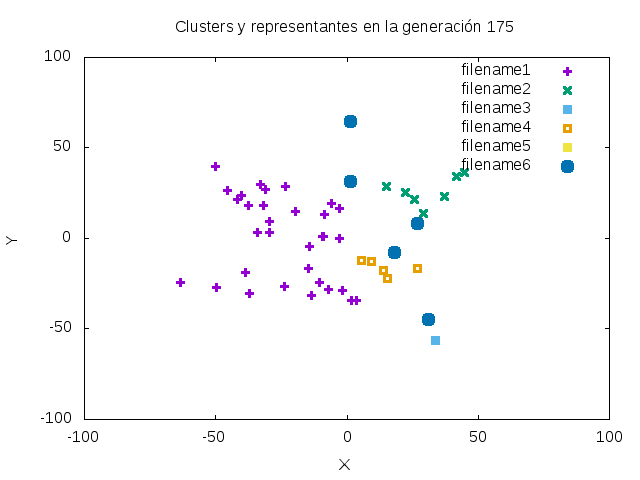 Clusters y representantes en la generación 175
100
50
0
-50
-100
-100
-50
0
50
100
X
Y
filename1
filename2
filename3
filename4
filename5
filename6